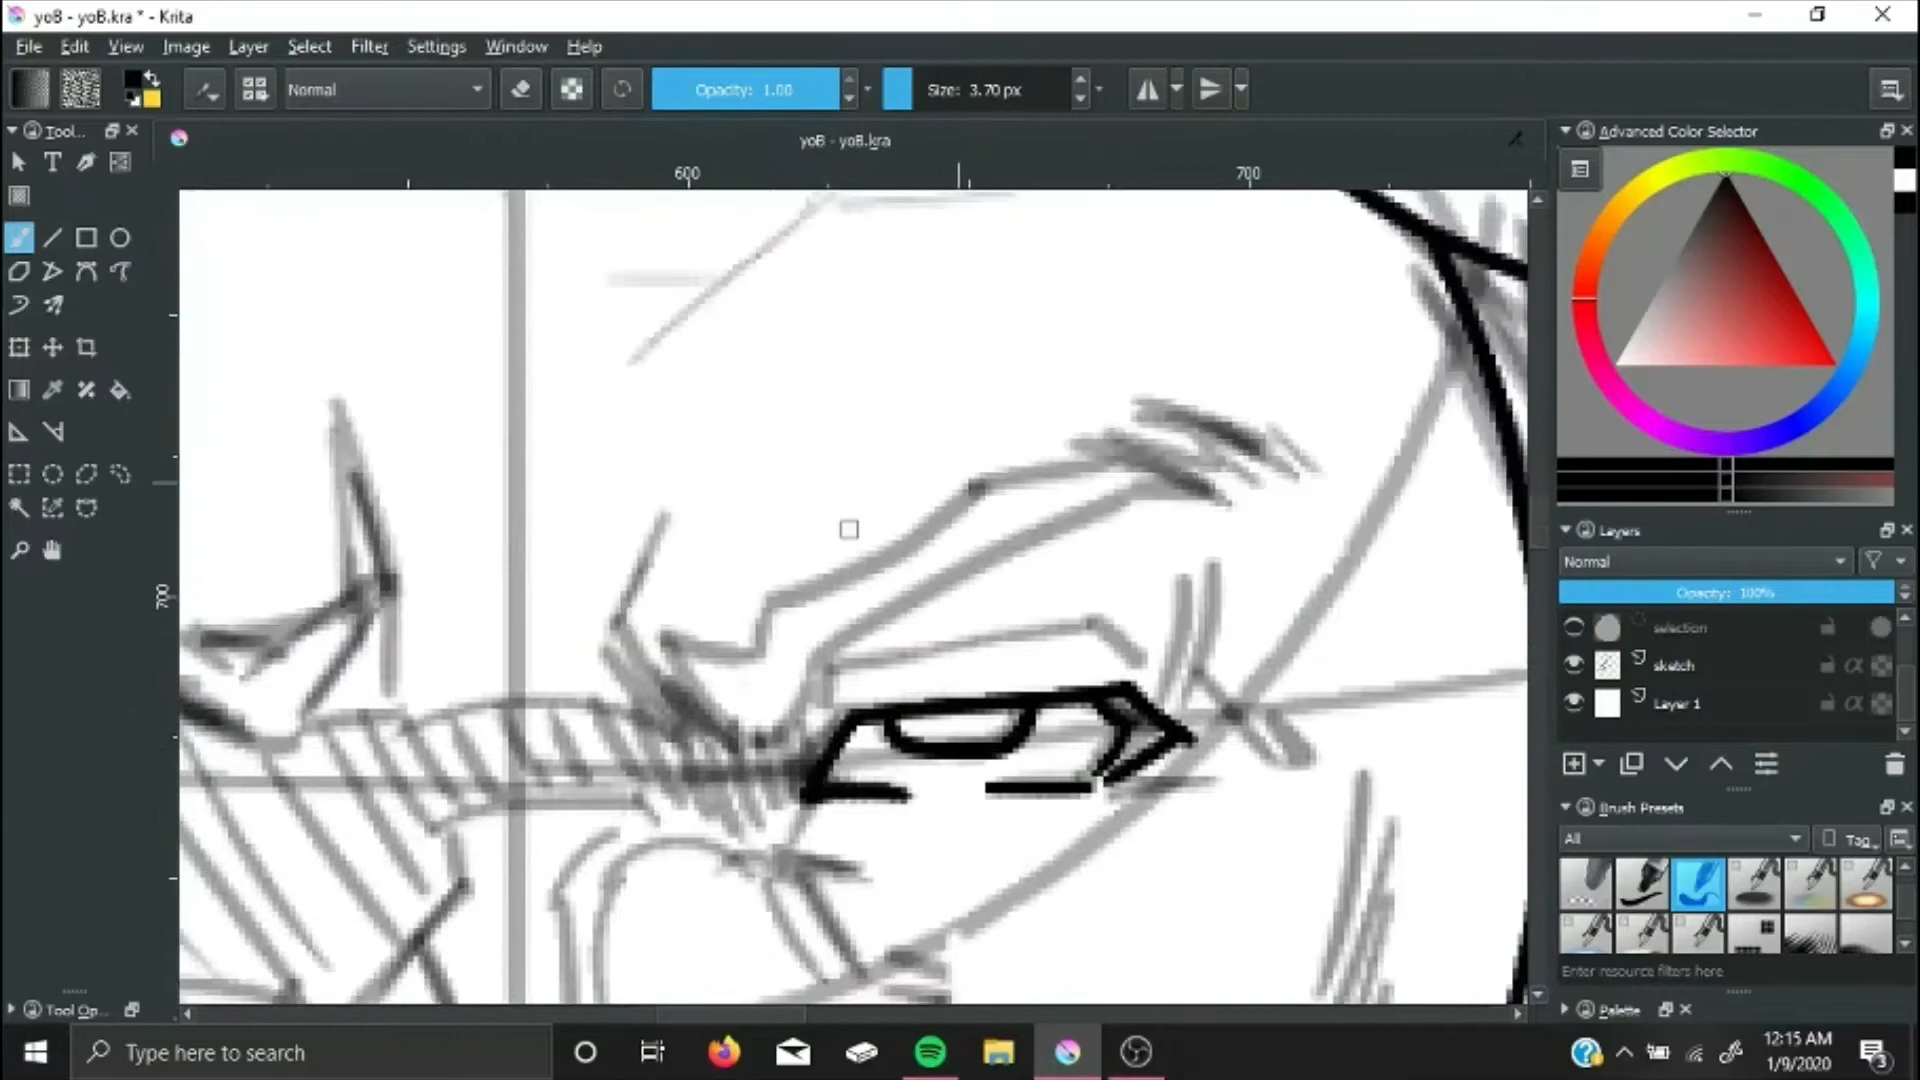 yoB - yoB.kra * - Krita
File Edit View Image Layer Select Filter Settings Window Help
Normal
Opacity: 1.00
Size: 3.70 px
Tool...
yoB - yoB.kra
Advanced Color Selector
600
700
700
Layers
Normal
Opacity: 100%
selection
sketch
Layer 1
Brush Presets
All
Tag
Enter resource filters here
Tool Op...
Palette
Type here to search
12:15 AM
1/9/2020
3